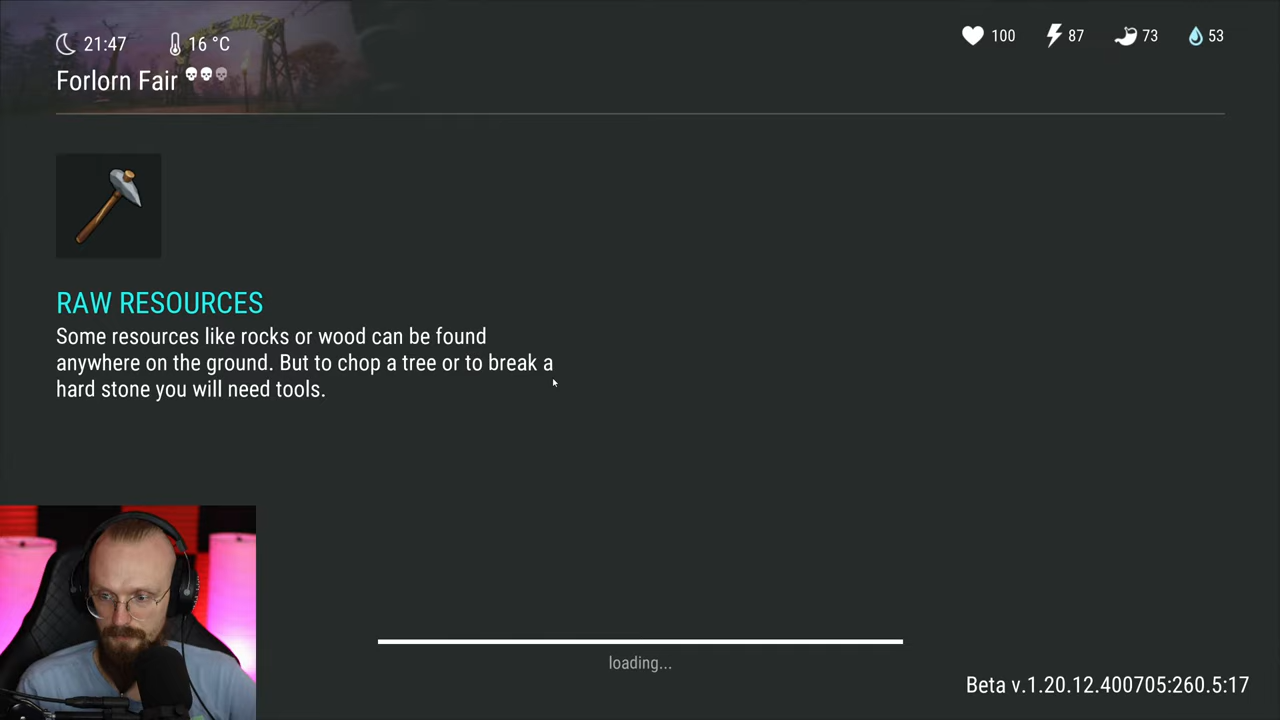 21:47 16 °C 100 87 73 53
Forlorn Fair
RAW RESOURCES
Some resources like rocks or wood can be found
anywhere on the ground. But to chop a tree or to break a
hard stone you will need tools.
loading...
Beta v.1.20.12.400705:260.5:17